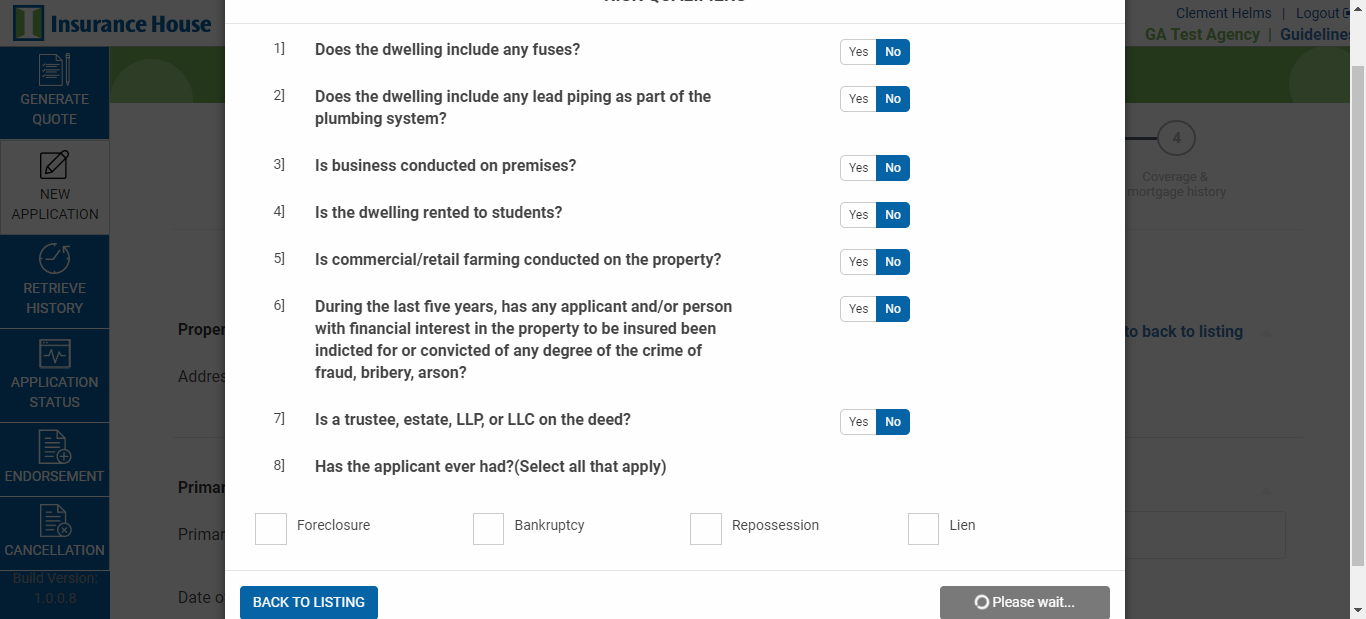 Insurance House
Clement Helms | Logout
GA Test Agency | Guidelines
GENERATE
QUOTE
NEW
APPLICATION
RETRIEVE
HISTORY
APPLICATION
STATUS
ENDORSEMENT
CANCELLATION
Build Version:
1.0.0.8
1] Does the dwelling include any fuses? Yes No
2] Does the dwelling include any lead piping as part of the
plumbing system? Yes No
3] Is business conducted on premises? Yes No
4] Is the dwelling rented to students? Yes No
5] Is commercial/retail farming conducted on the property? Yes No
6] During the last five years, has any applicant and/or person
with financial interest in the property to be insured been
indicted for or convicted of any degree of the crime of
fraud, bribery, arson? Yes No
7] Is a trustee, estate, LLP, or LLC on the deed? Yes No
8] Has the applicant ever had?(Select all that apply)
Foreclosure Bankruptcy Repossession Lien
BACK TO LISTING Please wait...
4
Coverage &
mortgage history
to back to listing
Proper
Addres
Primar
Primar
Date o